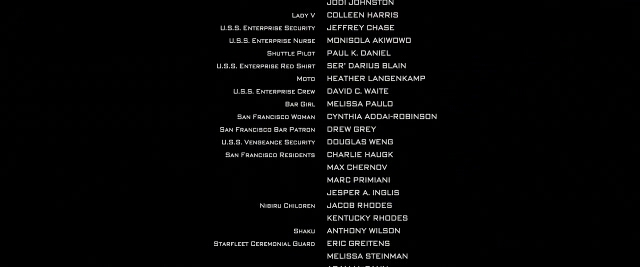 JODI JOHNSTON
LADY V COLLEEN HARRIS
U.S.S. ENTERPRISE SECURITY JEFFREY CHASE
U.S.S. ENTERPRISE NURSE MONISOLA AKIWOWO
SHUTTLE PILOT PAUL K. DANIEL
U.S.S. ENTERPRISE RED SHIRT SER' DARIUS BLAIN
MOTO HEATHER LANGENKAMP
U.S.S. ENTERPRISE CREW DAVID C. WAITE
BAR GIRL MELISSA PAULO
SAN FRANCISCO WOMAN CYNTHIA ADDAI-ROBINSON
SAN FRANCISCO BAR PATRON DREW GREY
U.S.S. VENGEANCE SECURITY DOUGLAS WENG
SAN FRANCISCO RESIDENTS CHARLIE HAUGK
MAX CHERNOV
MARC PRIMIANI
JESPER A. INGLIS
NIBIRU CHILDREN JACOB RHODES
KENTUCKY RHODES
SHAKU ANTHONY WILSON
STARFLEET CEREMONIAL GUARD ERIC GREITENS
MELISSA STEINMAN